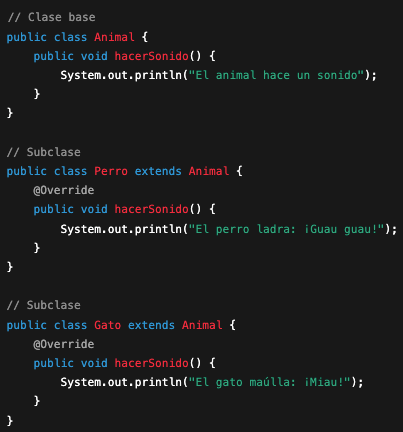 // Clase base
public class Animal {
    public void hacerSonido() {
        System.out.println("El animal hace un sonido");
    }
}

// Subclase
public class Perro extends Animal {
    @Override
    public void hacerSonido() {
        System.out.println("El perro ladra: ¡Guau guau!");
    }
}

// Subclase
public class Gato extends Animal {
    @Override
    public void hacerSonido() {
        System.out.println("El gato maúlla: ¡Miau!");
    }
}